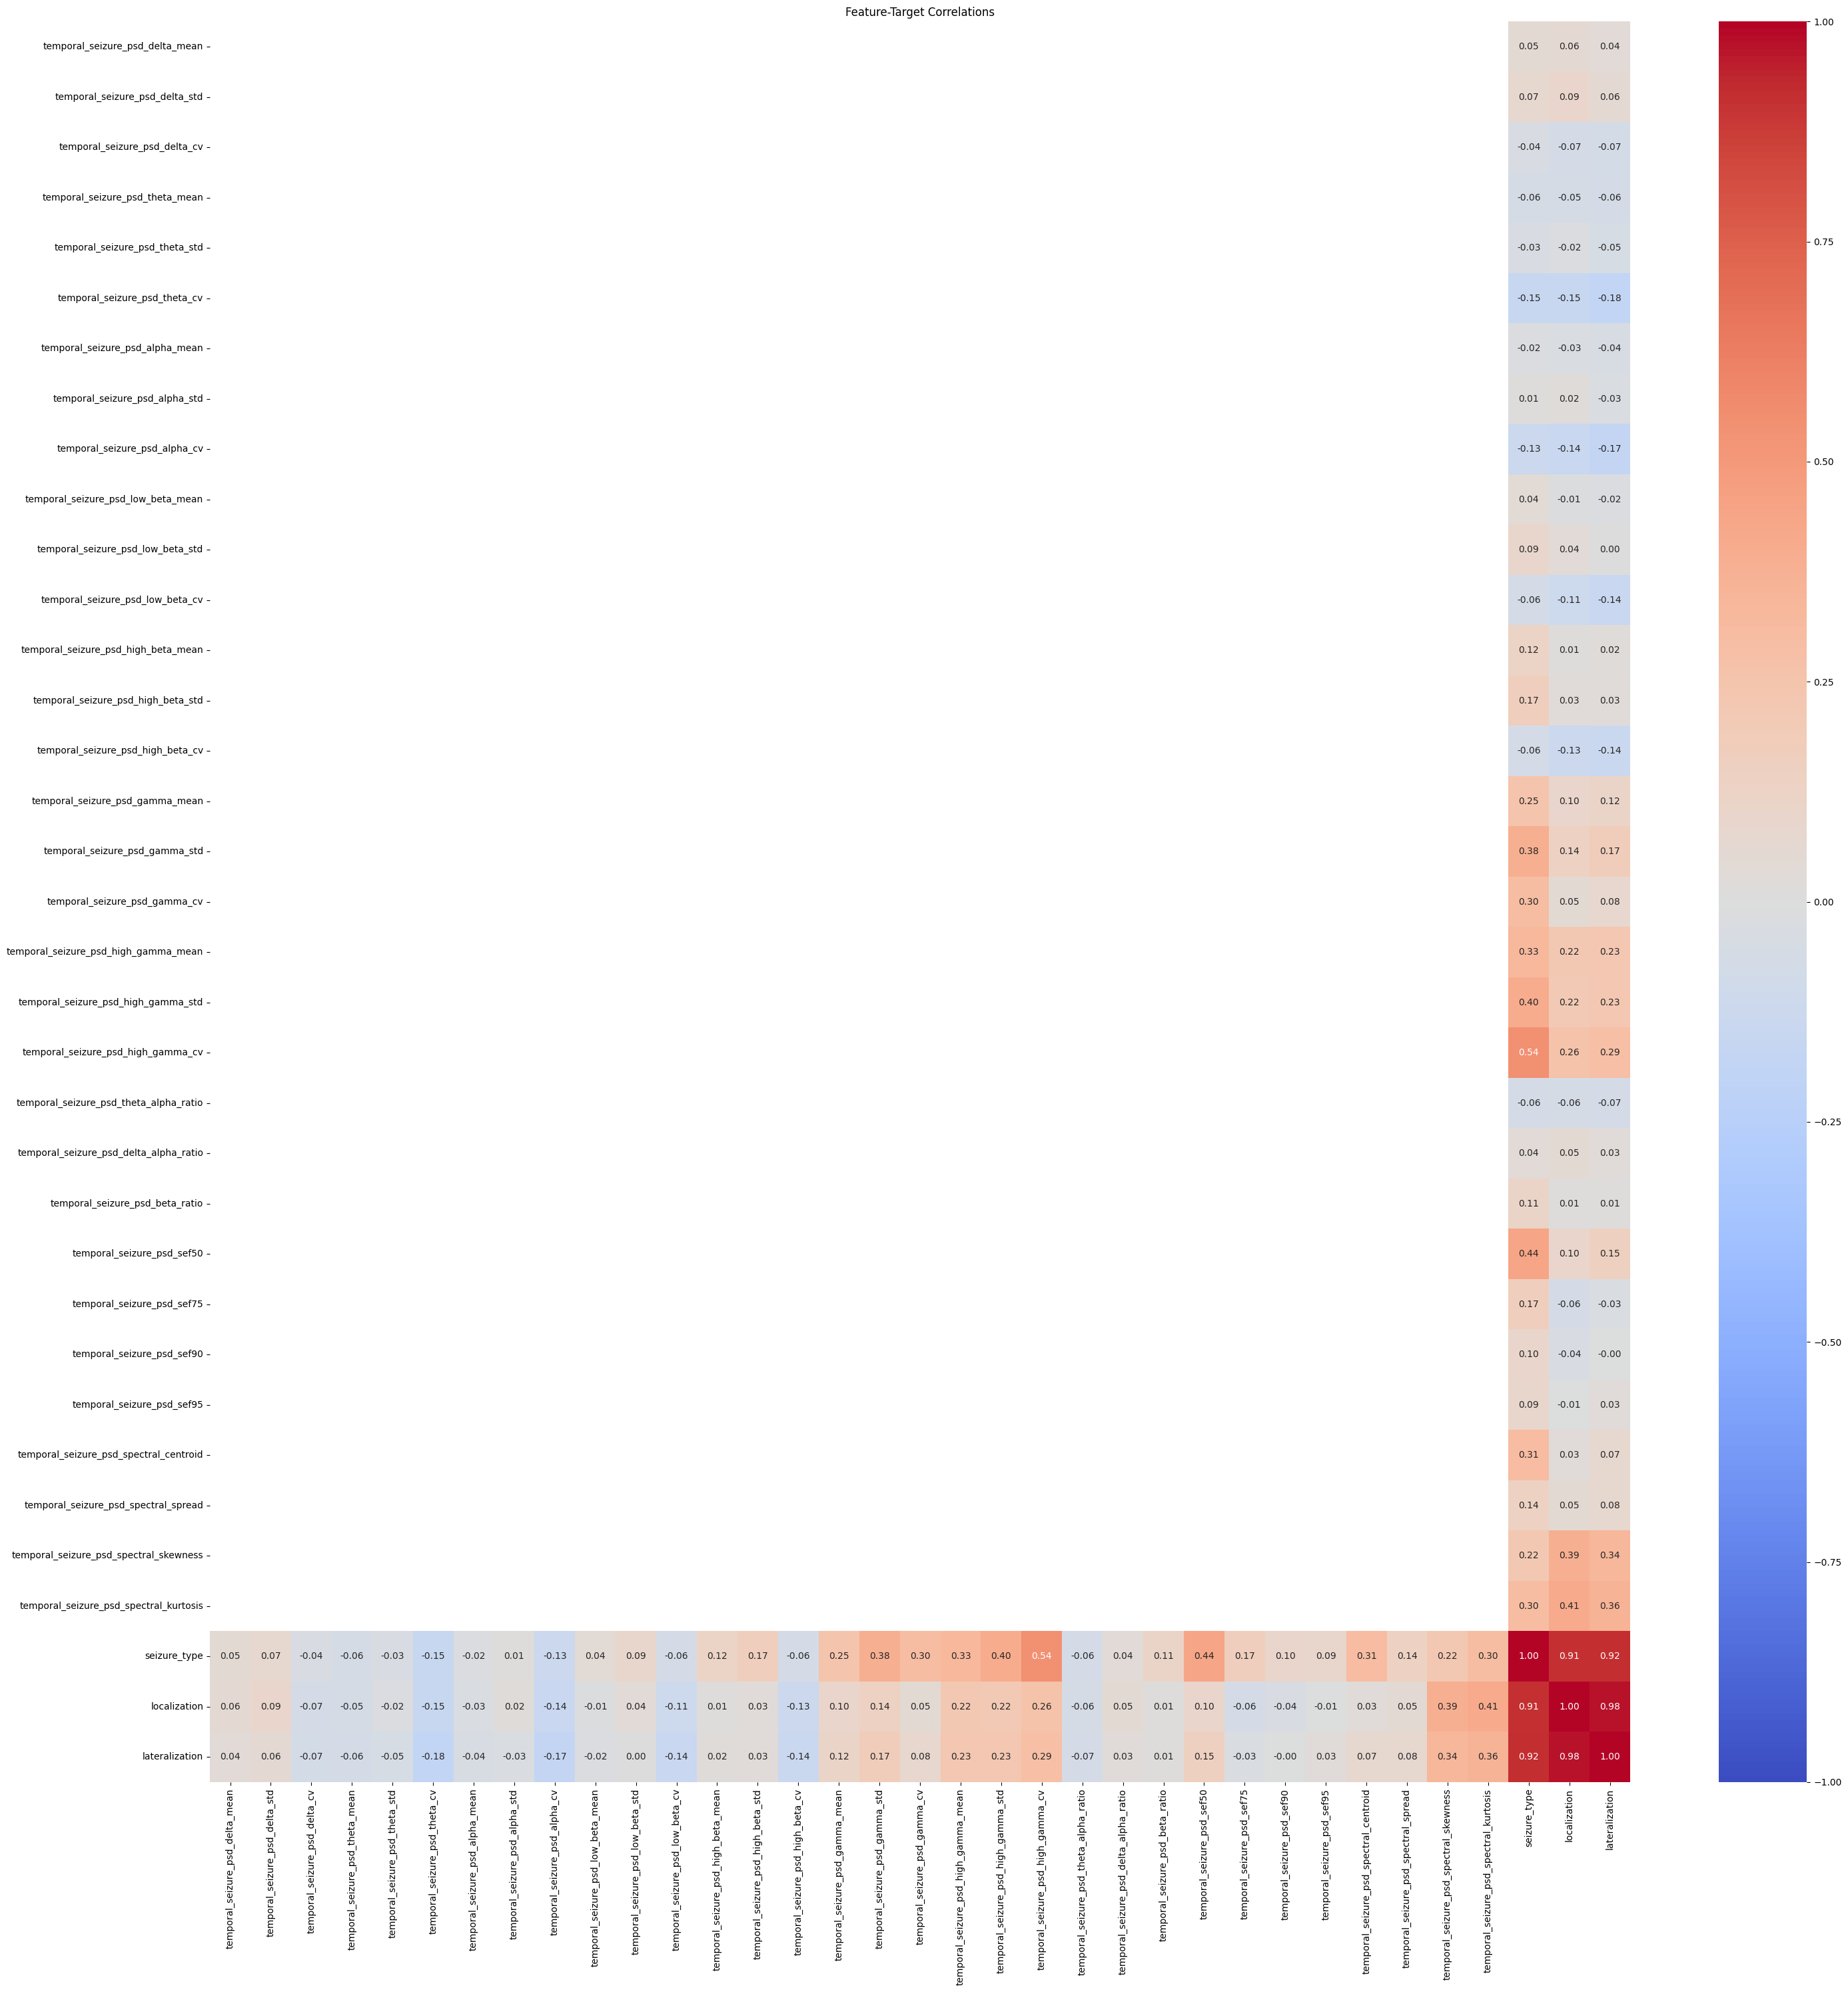 Feature-Target Correlations
temporal_seizure_psd_delta_mean 0.05 0.06 0.04
temporal_seizure_psd_delta_std 0.07 0.09 0.06
temporal_seizure_psd_delta_cv -0.04 -0.07 -0.07
temporal_seizure_psd_theta_mean -0.06 -0.05 -0.06
temporal_seizure_psd_theta_std -0.03 -0.02 -0.05
temporal_seizure_psd_theta_cv -0.15 -0.15 -0.18
temporal_seizure_psd_alpha_mean -0.02 -0.03 -0.04
temporal_seizure_psd_alpha_std 0.01 0.02 -0.03
temporal_seizure_psd_alpha_cv -0.13 -0.14 -0.17
temporal_seizure_psd_low_beta_mean 0.04 -0.01 -0.02
temporal_seizure_psd_low_beta_std 0.09 0.04 0.00
temporal_seizure_psd_low_beta_cv -0.06 -0.11 -0.14
temporal_seizure_psd_high_beta_mean 0.12 0.01 0.02
temporal_seizure_psd_high_beta_std 0.17 0.03 0.03
temporal_seizure_psd_high_beta_cv -0.06 -0.13 -0.14
temporal_seizure_psd_gamma_mean 0.25 0.10 0.12
temporal_seizure_psd_gamma_std 0.38 0.14 0.17
temporal_seizure_psd_gamma_cv 0.30 0.05 0.08
temporal_seizure_psd_high_gamma_mean 0.33 0.22 0.23
temporal_seizure_psd_high_gamma_std 0.40 0.22 0.23
temporal_seizure_psd_high_gamma_cv 0.54 0.26 0.29
temporal_seizure_psd_theta_alpha_ratio -0.06 -0.06 -0.07
temporal_seizure_psd_delta_alpha_ratio 0.04 0.05 0.03
temporal_seizure_psd_beta_ratio 0.11 0.01 0.01
temporal_seizure_psd_sef50 0.44 0.10 0.15
temporal_seizure_psd_sef75 0.17 -0.06 -0.03
temporal_seizure_psd_sef90 0.10 -0.04 -0.00
temporal_seizure_psd_sef95 0.09 -0.01 0.03
temporal_seizure_psd_spectral_centroid 0.31 0.03 0.07
temporal_seizure_psd_spectral_spread 0.14 0.05 0.08
temporal_seizure_psd_spectral_skewness 0.22 0.39 0.34
temporal_seizure_psd_spectral_kurtosis 0.30 0.41 0.36
seizure_type 0.05 0.07 -0.04 -0.06 -0.03 -0.15 -0.02 0.01 -0.13 0.04 0.09 -0.06 0.12 0.17 -0.06 0.25 0.38 0.30 0.33 0.40 0.54 -0.06 0.04 0.11 0.44 0.17 0.10 0.09 0.31 0.14 0.22 0.30 1.00 0.91 0.92
localization 0.06 0.09 -0.07 -0.05 -0.02 -0.15 -0.03 0.02 -0.14 -0.01 0.04 -0.11 0.01 0.03 -0.13 0.10 0.14 0.05 0.22 0.22 0.26 -0.06 0.05 0.01 0.10 -0.06 -0.04 -0.01 0.03 0.05 0.39 0.41 0.91 1.00 0.98
lateralization 0.04 0.06 -0.07 -0.06 -0.05 -0.18 -0.04 -0.03 -0.17 -0.02 0.00 -0.14 0.02 0.03 -0.14 0.12 0.17 0.08 0.23 0.23 0.29 -0.07 0.03 0.01 0.15 -0.03 -0.00 0.03 0.07 0.08 0.34 0.36 0.92 0.98 1.00
temporal_seizure_psd_delta_mean
temporal_seizure_psd_delta_std
temporal_seizure_psd_delta_cv
temporal_seizure_psd_theta_mean
temporal_seizure_psd_theta_std
temporal_seizure_psd_theta_cv
temporal_seizure_psd_alpha_mean
temporal_seizure_psd_alpha_std
temporal_seizure_psd_alpha_cv
temporal_seizure_psd_low_beta_mean
temporal_seizure_psd_low_beta_std
temporal_seizure_psd_low_beta_cv
temporal_seizure_psd_high_beta_mean
temporal_seizure_psd_high_beta_std
temporal_seizure_psd_high_beta_cv
temporal_seizure_psd_gamma_mean
temporal_seizure_psd_gamma_std
temporal_seizure_psd_gamma_cv
temporal_seizure_psd_high_gamma_mean
temporal_seizure_psd_high_gamma_std
temporal_seizure_psd_high_gamma_cv
temporal_seizure_psd_theta_alpha_ratio
temporal_seizure_psd_delta_alpha_ratio
temporal_seizure_psd_beta_ratio
temporal_seizure_psd_sef50
temporal_seizure_psd_sef75
temporal_seizure_psd_sef90
temporal_seizure_psd_sef95
temporal_seizure_psd_spectral_centroid
temporal_seizure_psd_spectral_spread
temporal_seizure_psd_spectral_skewness
temporal_seizure_psd_spectral_kurtosis
seizure_type
localization
lateralization
1.00
0.75
0.50
0.25
0.00
−0.25
−0.50
−0.75
−1.00